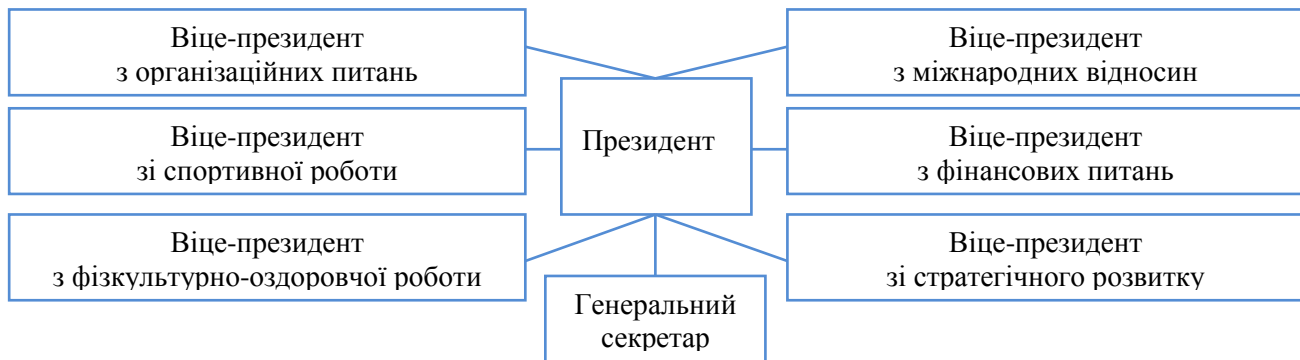 Віце-президент
з організаційних питань
Віце-президент
з міжнародних відносин
Президент
Віце-президент
зі спортивної роботи
Віце-президент
з фінансових питань
Віце-президент
з фізкультурно-оздоровчої роботи
Віце-президент
зі стратегічного розвитку
Генеральний
секретар